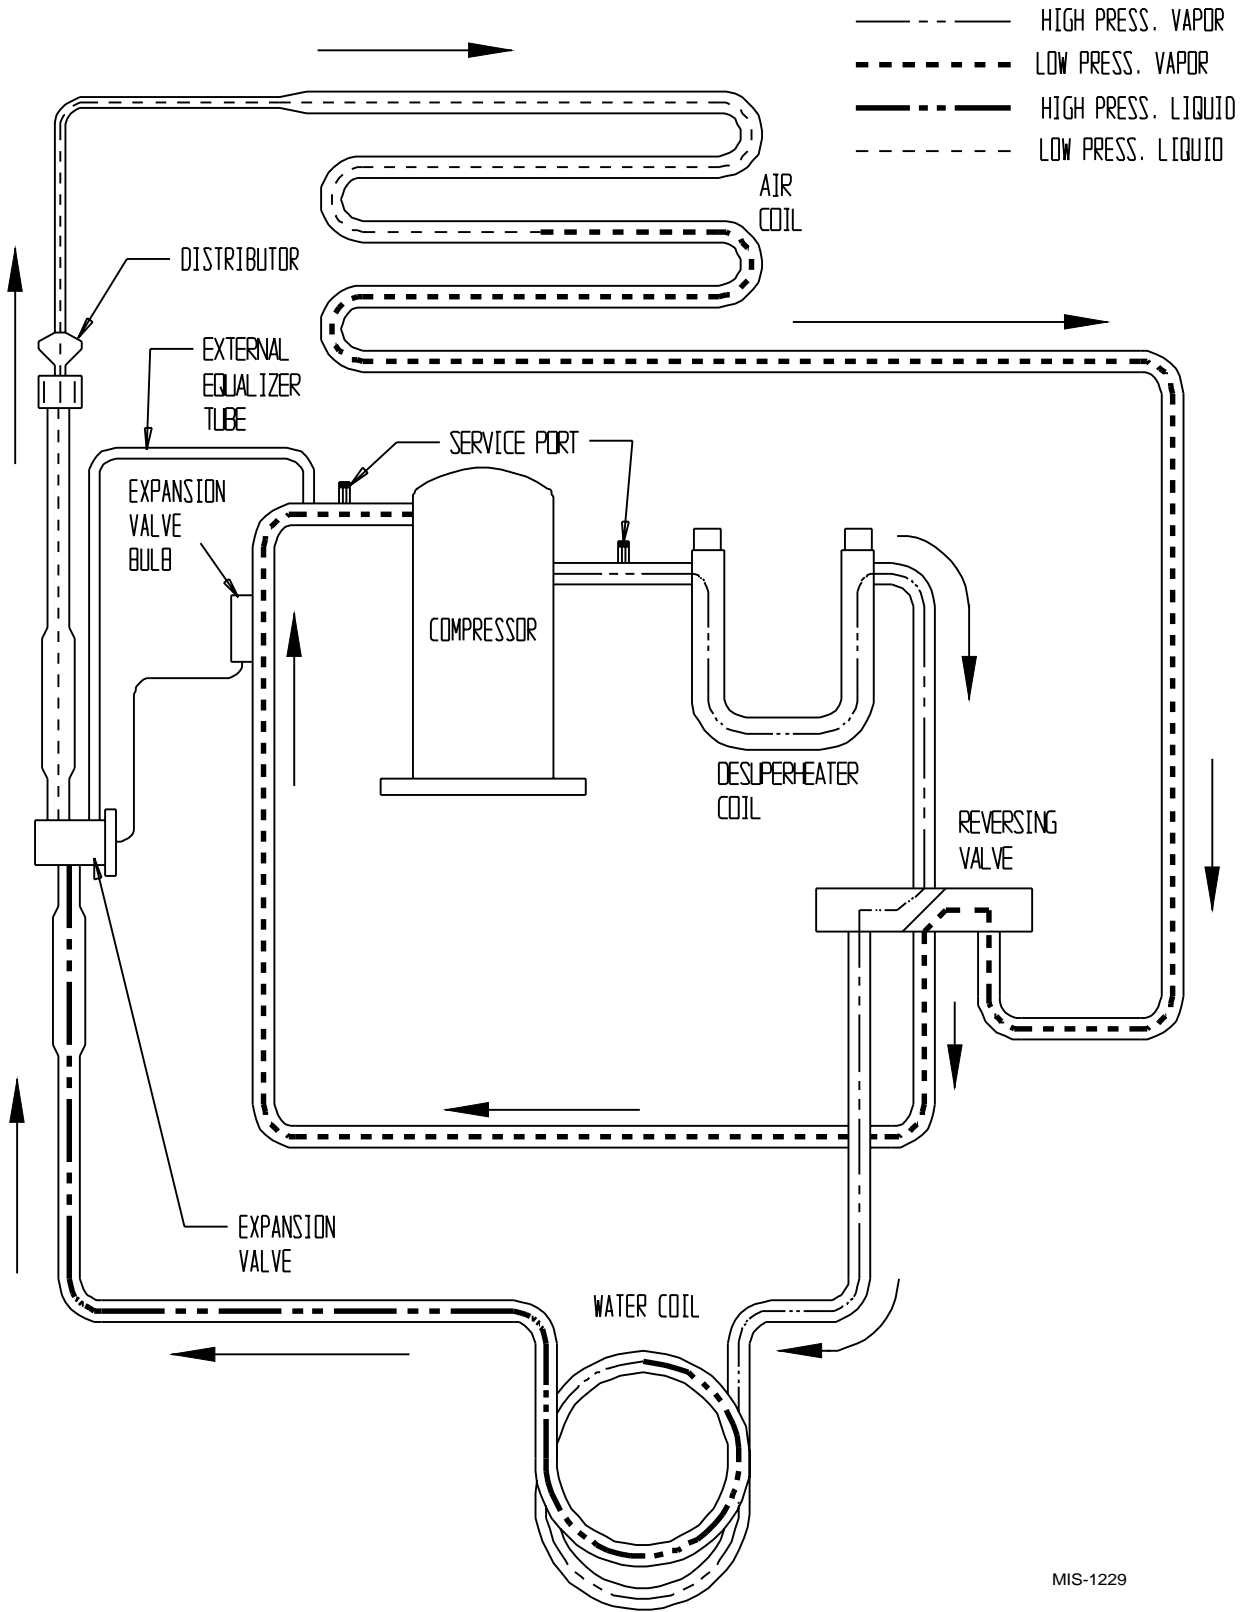 HIGH PRESS. VAPOR
LOW PRESS. VAPOR
HIGH PRESS. LIQUID
LOW PRESS. LIQUID
AIR
COIL
DISTRIBUTOR
EXTERNAL
EQUALIZER
TUBE
SERVICE PORT
EXPANSION
VALVE
BULB
COMPRESSOR
DESUPERHEATER
COIL
REVERSING
VALVE
EXPANSION
VALVE
WATER COIL
MIS-1229